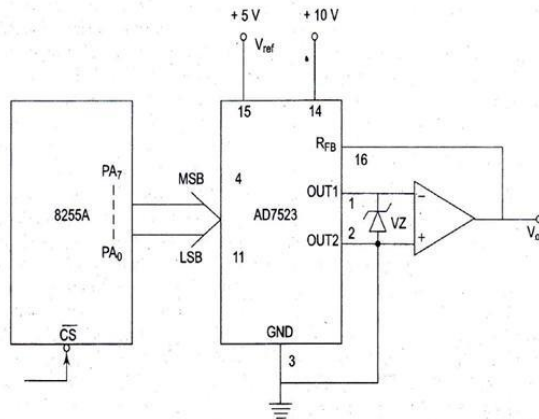 + 5 V
+ 10 V
Vref
15
14
RFB
16
PA7
MSB
4
OUT1
1
8255A
AD7523
VZ
Vo
OUT2
2
PA0
LSB
11
CS
GND
3